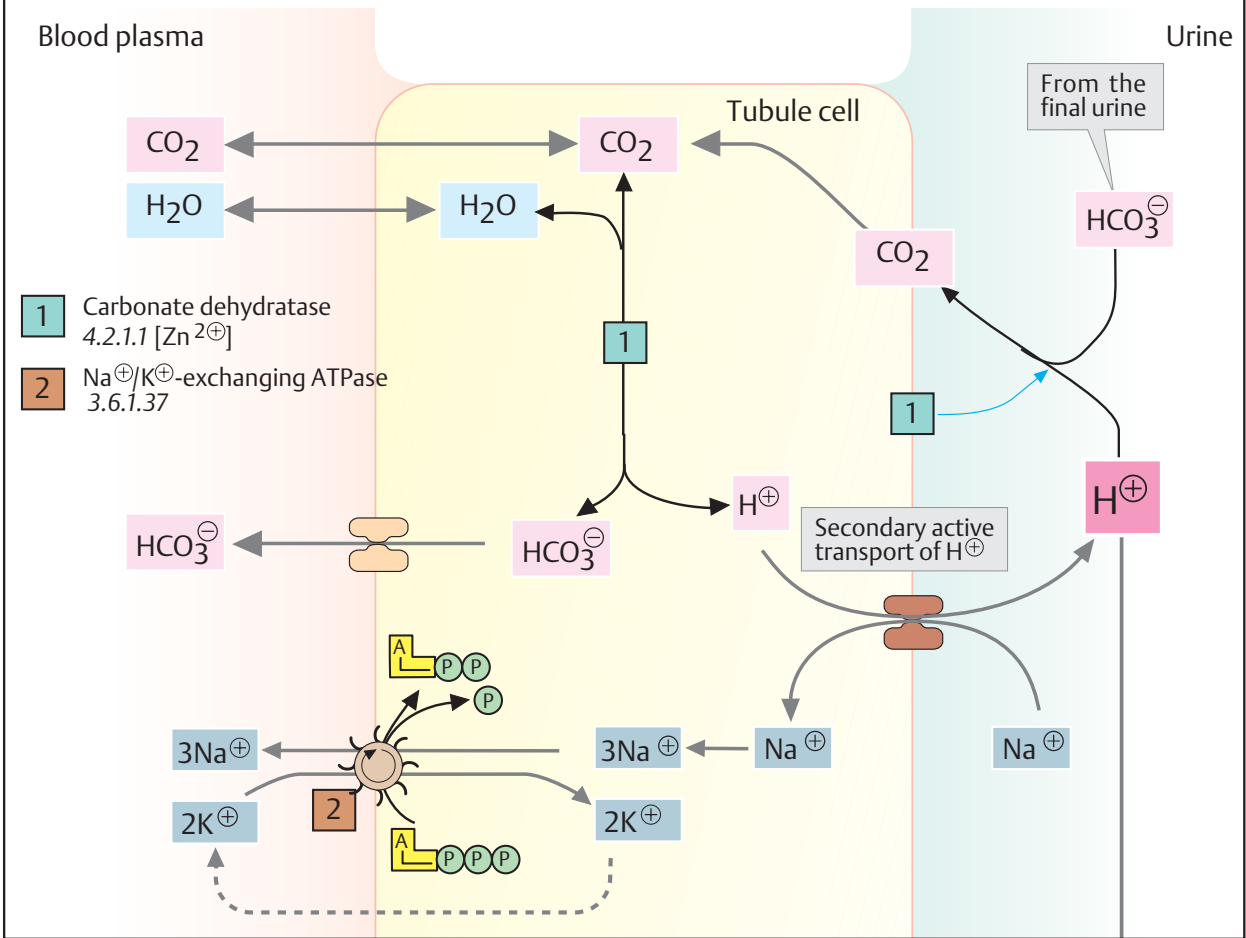 Blood plasma
Urine
From the
final urine
Tubule cell
CO2
CO2
H2O
H2O
HCO3⊖
CO2
1 Carbonate dehydratase
4.2.1.1 [Zn2⊕]
1
2 Na⊕/K⊕-exchanging ATPase
3.6.1.37
1
H⊕
H⊕
Secondary active
transport of H⊕
HCO3⊖
HCO3⊖
A P P
P
3Na⊕
3Na⊕
Na⊕
Na⊕
2
2K⊕
2K⊕
A P P P